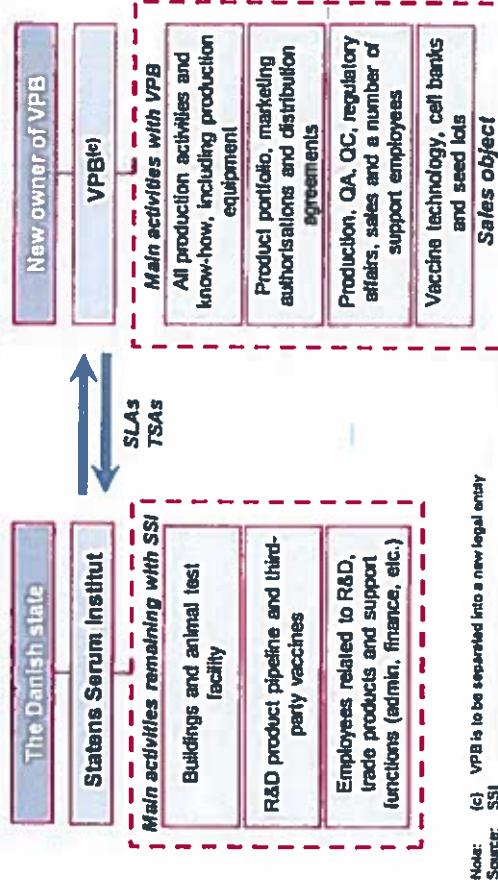 The Danish state
Statens Serum Institut
Main activities remaining with SSI
Buildings and animal test
facility
R&D product pipeline and third-
party vaccines
Employees related to R&D,
trade products and support
functions (admin, finance, etc.)
SLAs
TSAs
New owner of VPB
VPB(c)
Main activities with VPB
All production activities and
know-how, including production
equipment
Product portfolio, marketing
authorisations and distribution
agreements
Production, QA, QC, regulatory
affairs, sales and a number of
support employees
Vaccine technology, cell banks
and seed lots
Sales object
Note: (c) VPB is to be separated into a new legal entity
Source: SSI